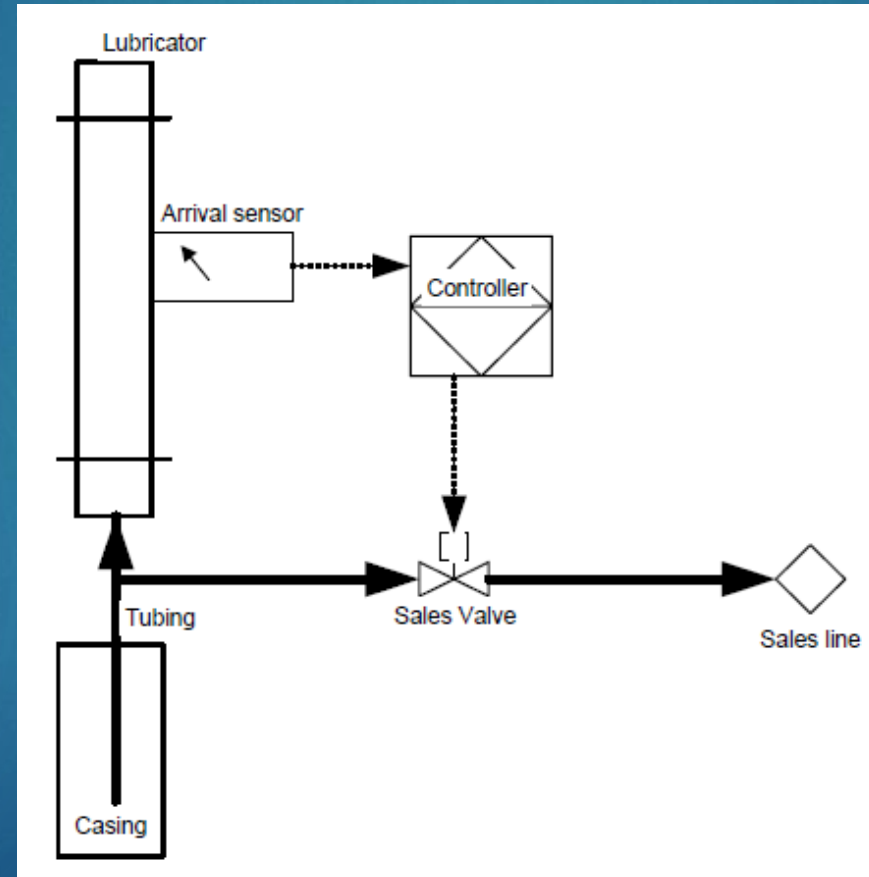 Lubricator
Arrival sensor
Controller
Tubing
Sales Valve
Sales line
Casing